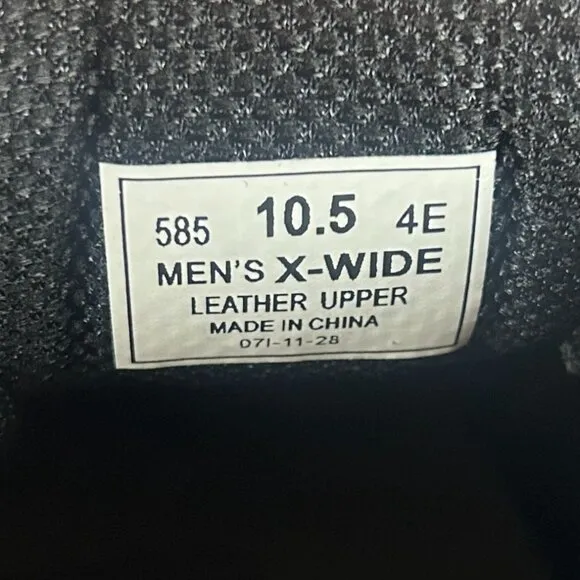 585 10.5 4E
MEN'S X-WIDE
LEATHER UPPER
MADE IN CHINA
07I-11-28